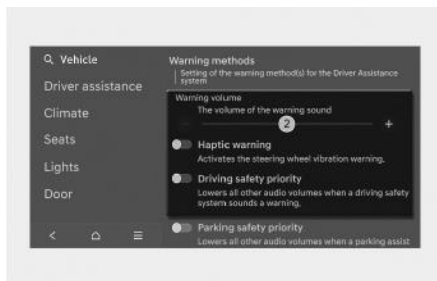 Vehicle
Driver assistance
Climate
Seats
Lights
Door
Warning methods
Setting of the warning method(s) for the Driver Assistance
system
Warning volume
The volume of the warning sound
2
+
Haptic warning
Activates the steering wheel vibration warning.
Driving safety priority
Lowers all other audio volumes when a driving safety
system sounds a warning.
Parking safety priority
Lowers all other audio volumes when a parking assist